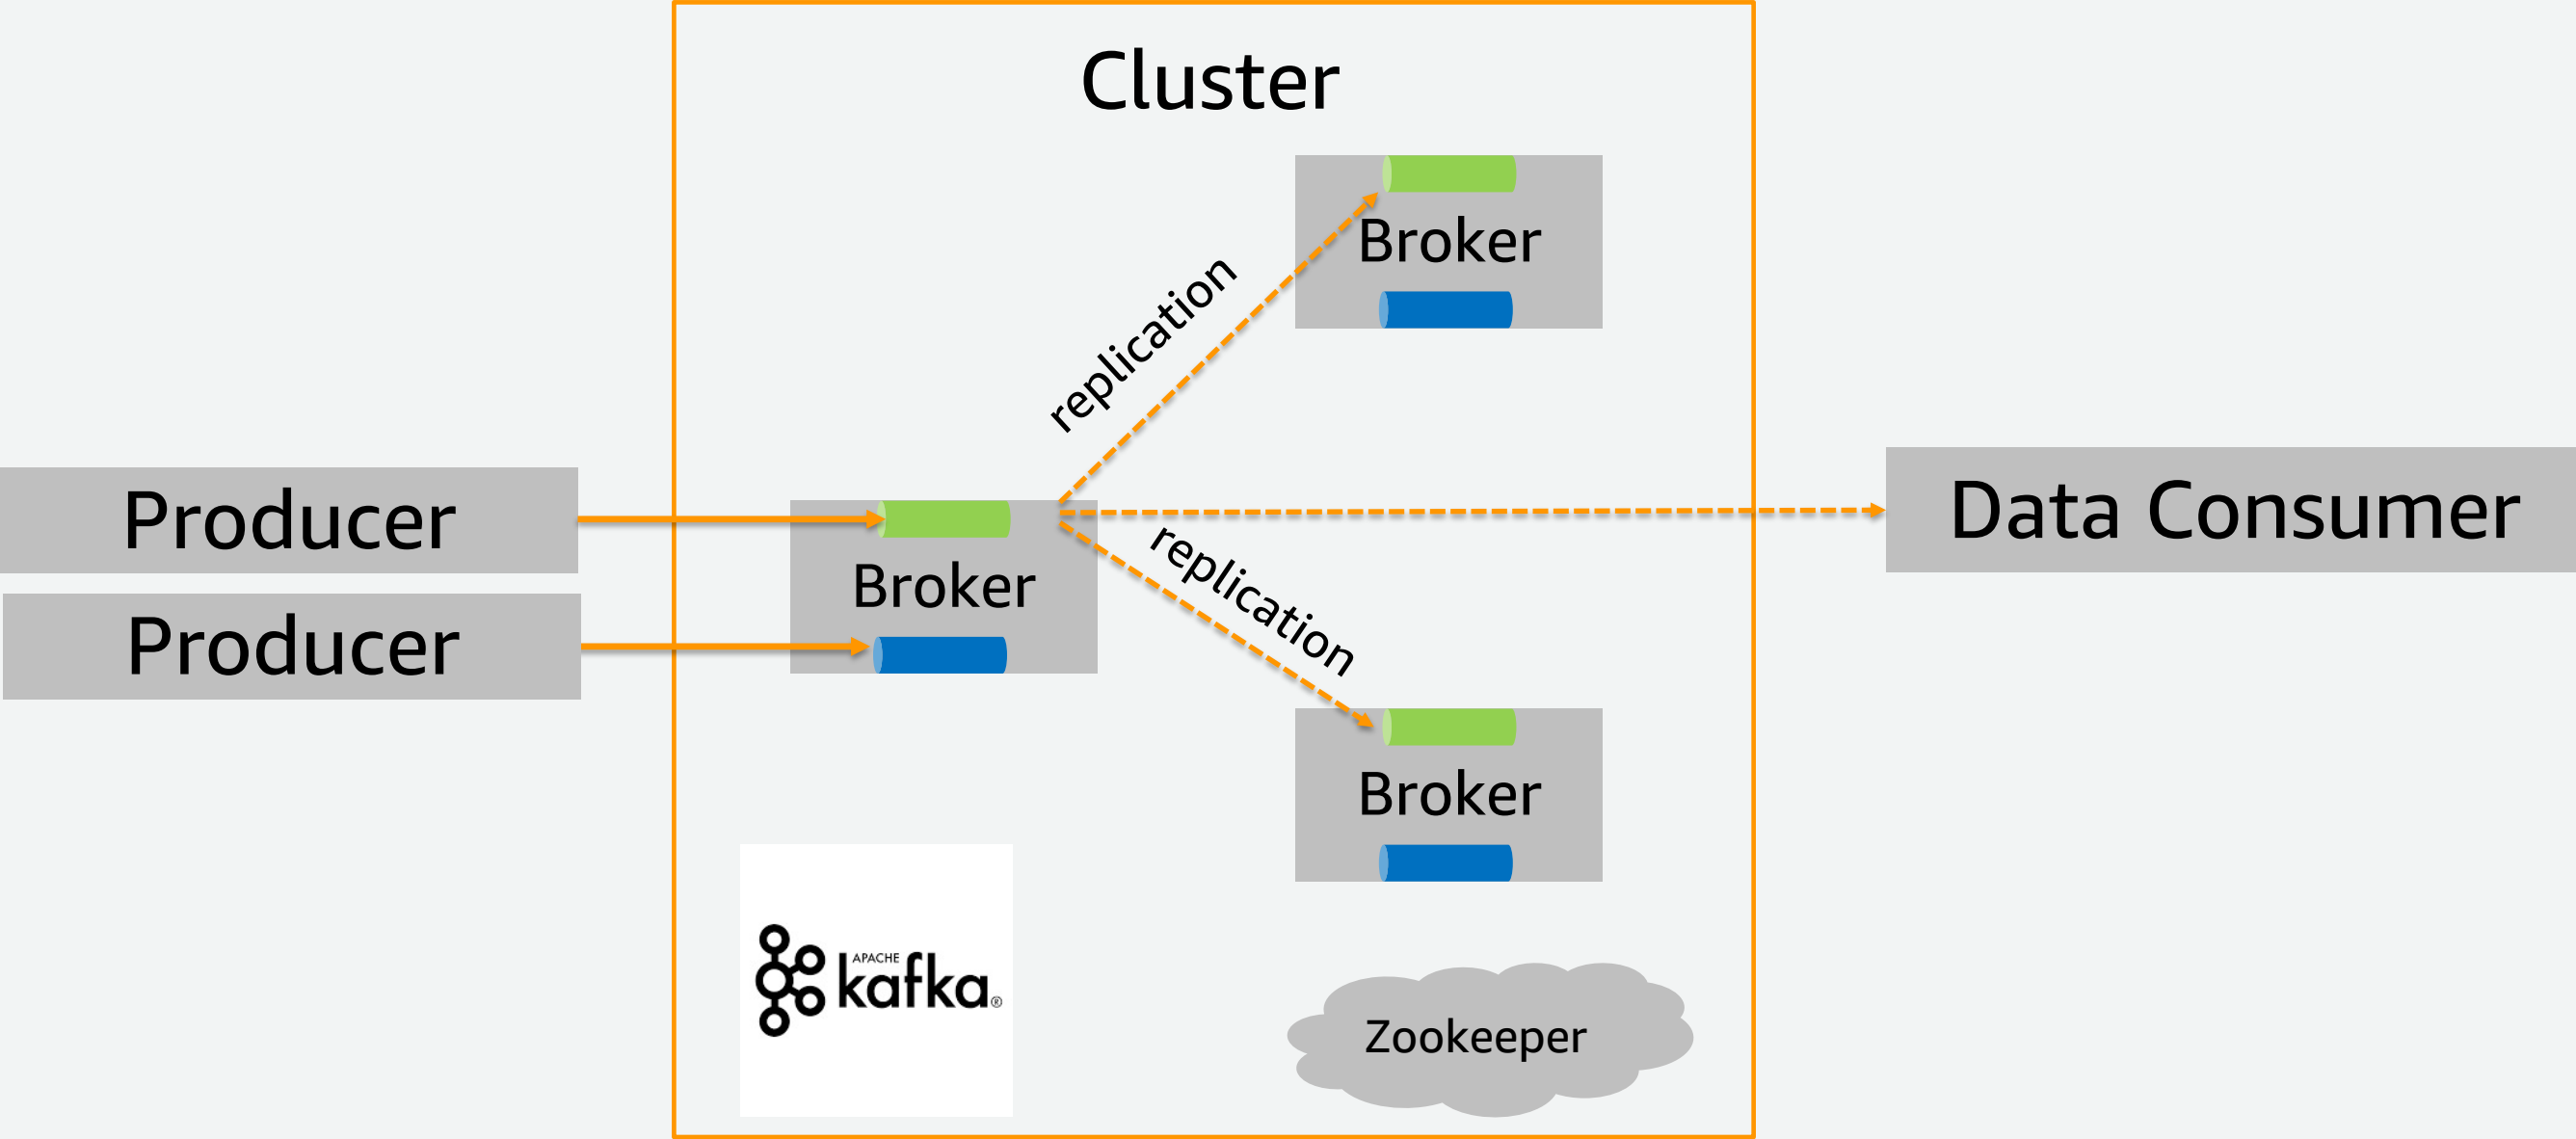 Cluster
Broker
replication
Producer
Producer
Broker
Data Consumer
replication
Broker
APACHE
kafka®
Zookeeper